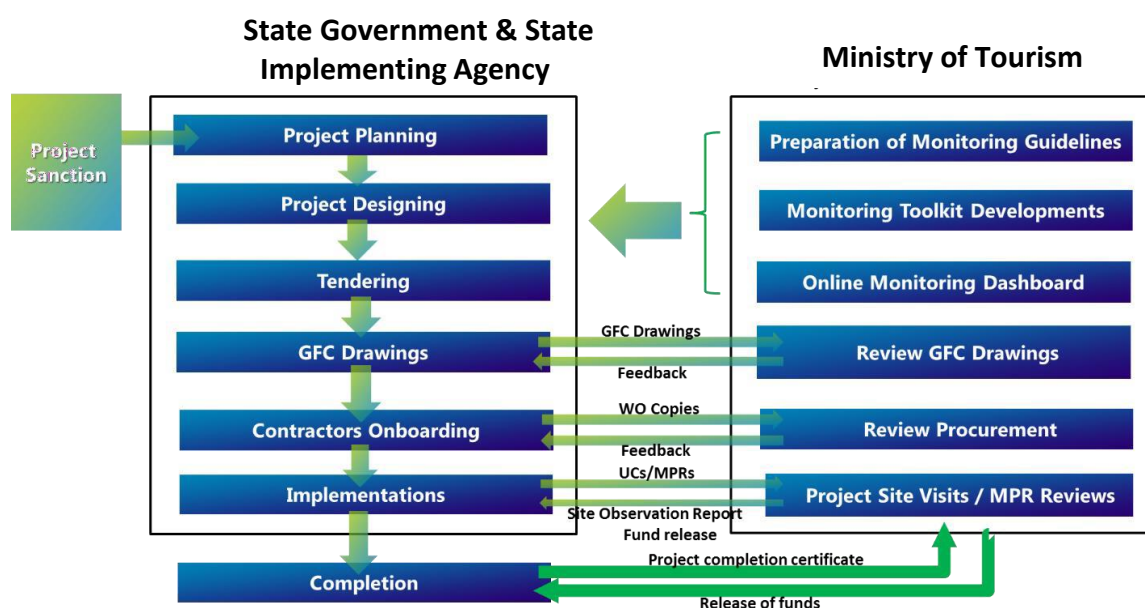 State Government & State
Implementing Agency
Ministry of Tourism
Project
Sanction
Project Planning
Project Designing
Tendering
GFC Drawings
Contractors Onboarding
Implementations
Completion
Preparation of Monitoring Guidelines
Monitoring Toolkit Developments
Online Monitoring Dashboard
Review GFC Drawings
Review Procurement
Project Site Visits / MPR Reviews
GFC Drawings
Feedback
WO Copies
Feedback
UCs/MPRs
Site Observation Report
Fund release
Project completion certificate
Release of funds